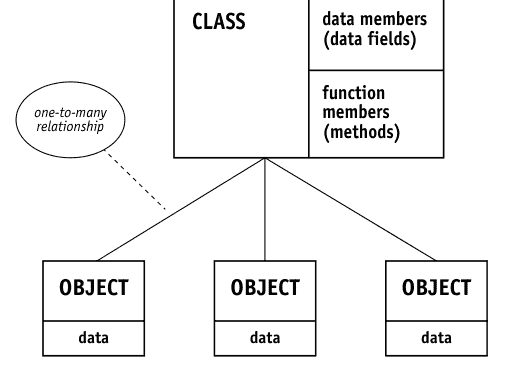 CLASS
data members
(data fields)
function
members
(methods)
one-to-many
relationship
OBJECT
data
OBJECT
data
OBJECT
data